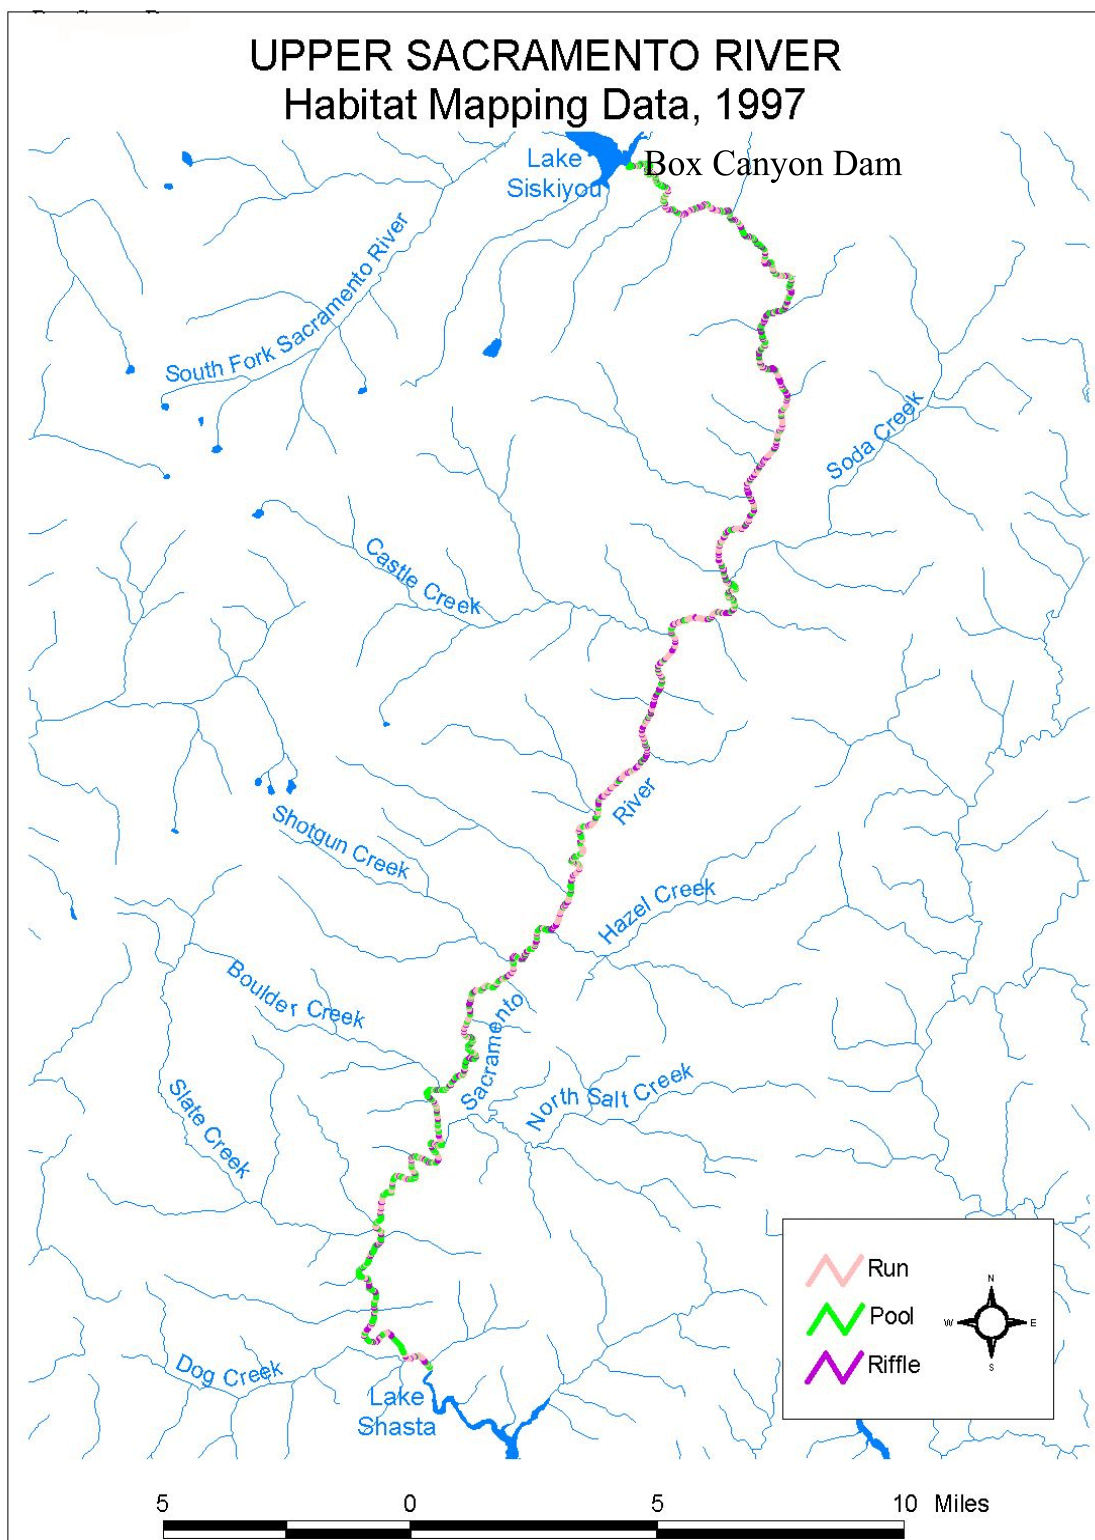 UPPER SACRAMENTO RIVER
Habitat Mapping Data, 1997
Lake
Siskiyou
Box Canyon Dam
South Fork Sacramento River
Soda Creek
Castle Creek
River
Shotgun Creek
Hazel Creek
Boulder Creek
Sacramento
North Salt Creek
Slate Creek
Run
Pool
Riffle
N
W
E
S
Dog Creek
Lake
Shasta
5 0 5 10 Miles